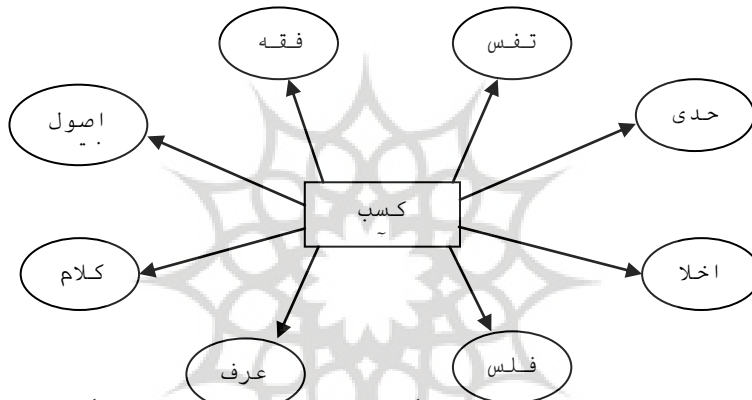 تفس
فقه
حدی
اصول
کسب
اخلا
کلام
فلس
عرف